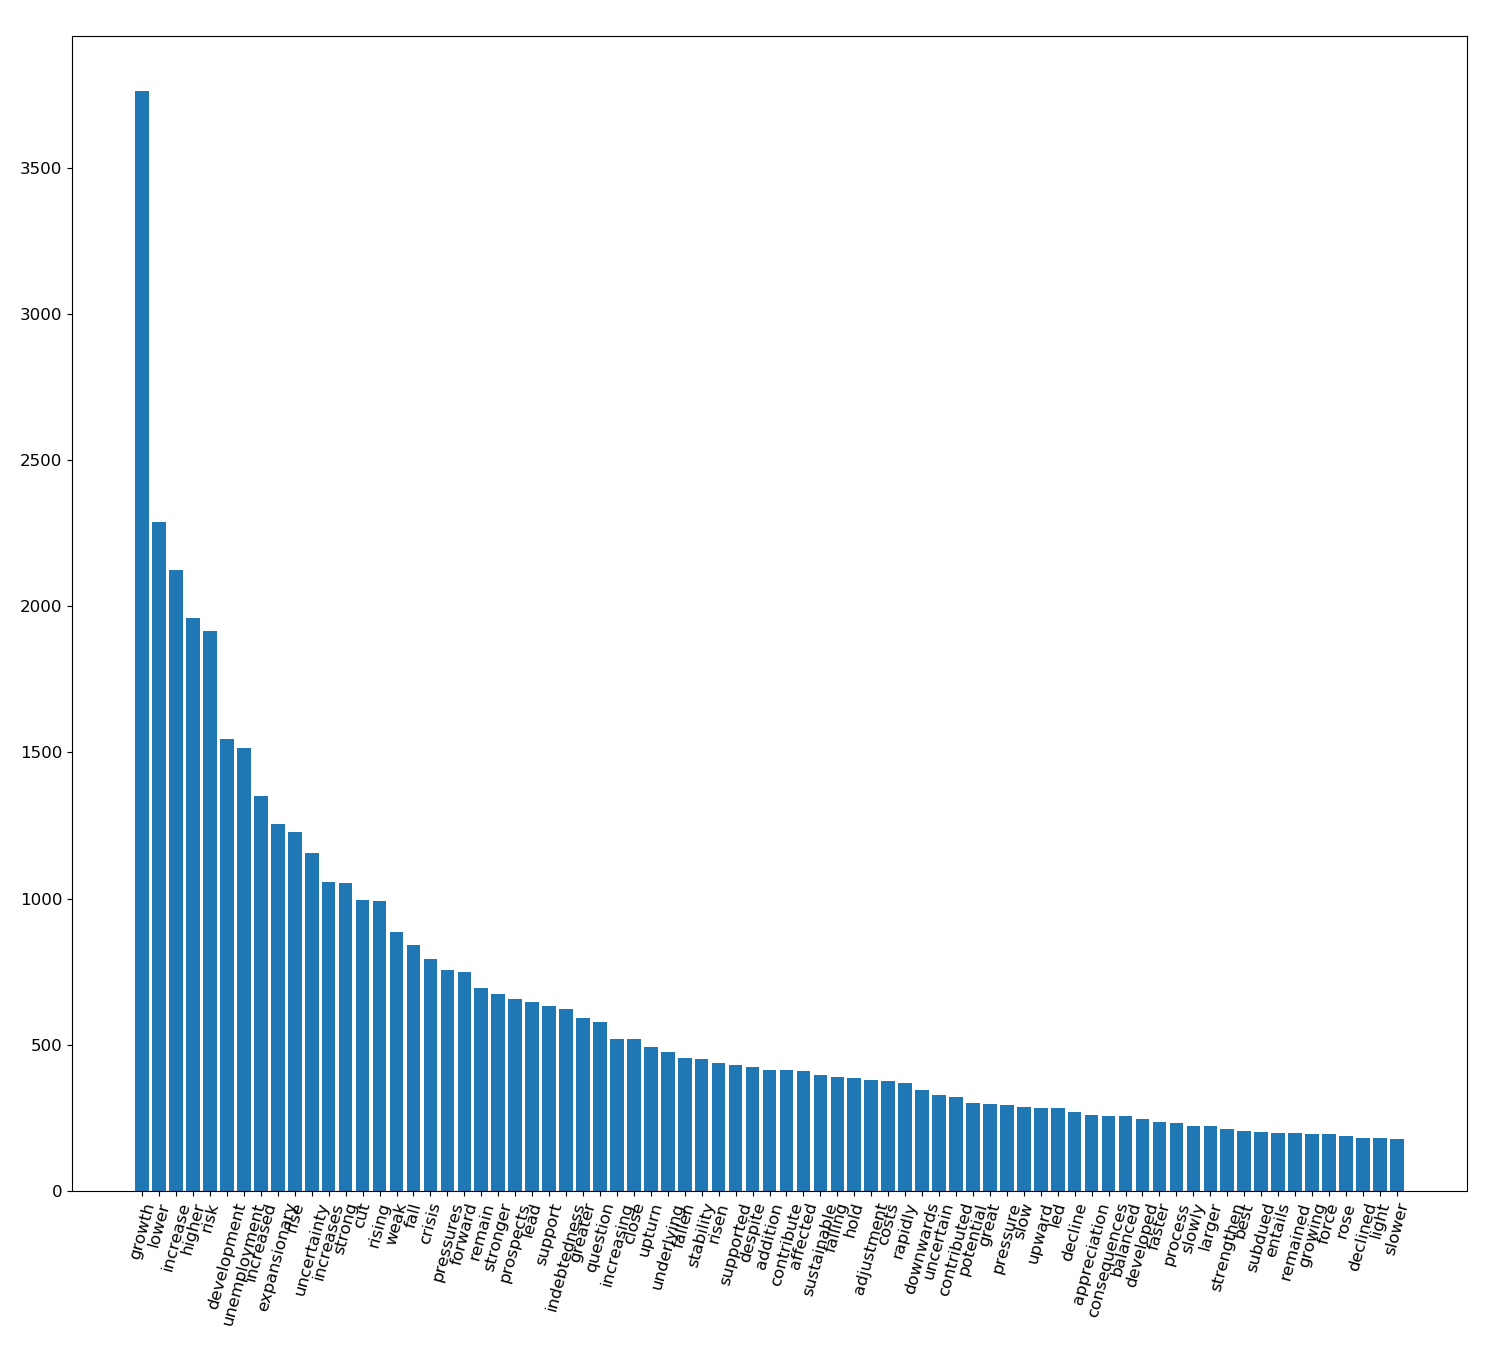 3500
3000
2500
2000
1500
1000
500
0
growth
lower
increase
higher
risk
development
unemployment
increased
expansionary
rise
uncertainty
increases
strong
cut
rising
weak
fall
crisis
pressures
forward
remain
stronger
prospects
lead
support
indebtedness
greater
question
increasing
close
upturn
underlying
fallen
stability
risen
supported
despite
addition
contribute
affected
sustainable
falling
hold
adjustment
costs
rapidly
downwards
uncertain
contributed
potential
great
pressure
slow
upward
led
decline
appreciation
consequences
balanced
developed
faster
process
slowly
larger
strengthen
best
subdued
entails
remained
growing
force
rose
declined
light
slower